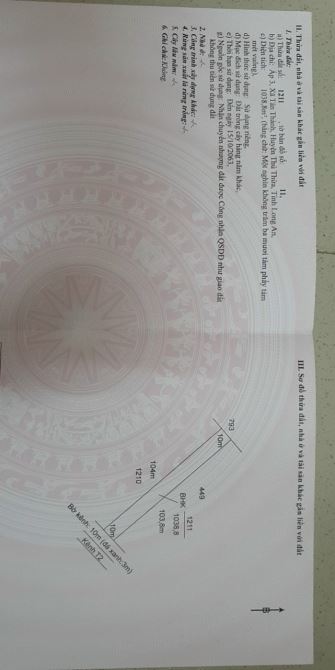 II. Thửa đất, nhà ở và tài sản khác gắn liền với đất
1. Thửa đất:
a) Thửa đất số: 1211 , tờ bản đồ số: 11,
b) Địa chỉ: Ấp 3, Xã Tân Thành, Huyện Thủ Thừa, Tỉnh Long An,
c) Diện tích: 1038,8m², (bằng chữ: Một nghìn không trăm ba mươi tám phẩy tám
mét vuông),
d) Hình thức sử dụng: Sử dụng riêng,
đ) Mục đích sử dụng: Đất trồng cây hàng năm khác,
e) Thời hạn sử dụng: Đến ngày 15/10/2063,
g) Nguồn gốc sử dụng: Nhận chuyển nhượng đất được Công nhận QSDĐ như giao đất
không thu tiền sử dụng đất
2. Nhà ở: -/-.
3. Công trình xây dựng khác: -/-.
4. Rừng sản xuất là rừng trồng: -/-.
5. Cây lâu năm: -/-.
6. Ghi chú: Không.
III. Sơ đồ thửa đất, nhà ở và tài sản khác gắn liền với đất
B
793
10m
449
BHK 1211
1038,8
103,8m
104m
1210
10m
Bờ kênh: 10m (đá xanh:3m)
Kênh T2